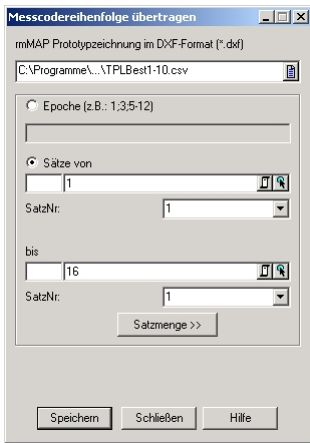 Messcodereihenfolge übertragen
rmMAP Prototypzeichnung im DXF-Format (*.dxf)
C:\Programme\...\TPLBest1-10.csv
Epoche (z.B.: 1;3;5-12)
Sätze von
1
SatzNr:
1
bis
16
SatzNr:
1
Satzmenge >>
Speichern
Schließen
Hilfe